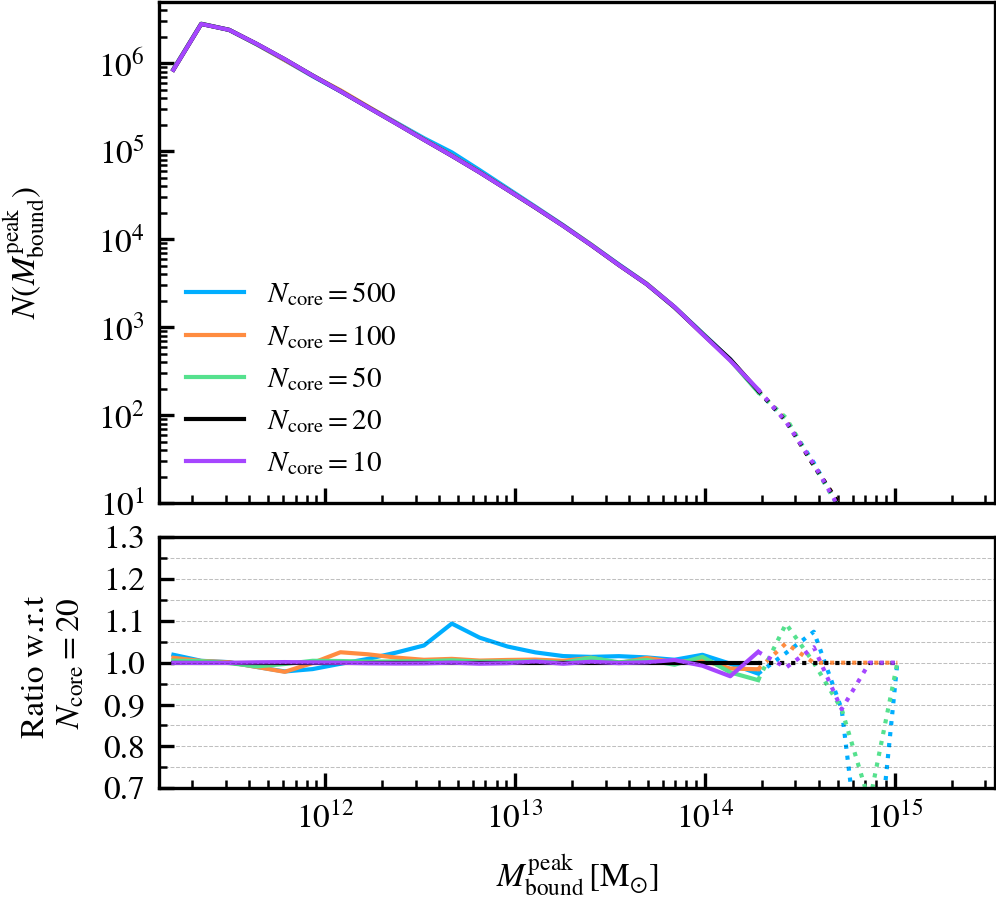 N(M_bound^peak)
10^6
10^5
10^4
10^3
10^2
10^1
N_core = 500
N_core = 100
N_core = 50
N_core = 20
N_core = 10
Ratio w.r.t
N_core = 20
1.3
1.2
1.1
1.0
0.9
0.8
0.7
10^12 10^13 10^14 10^15
M_bound^peak [M_⊙]